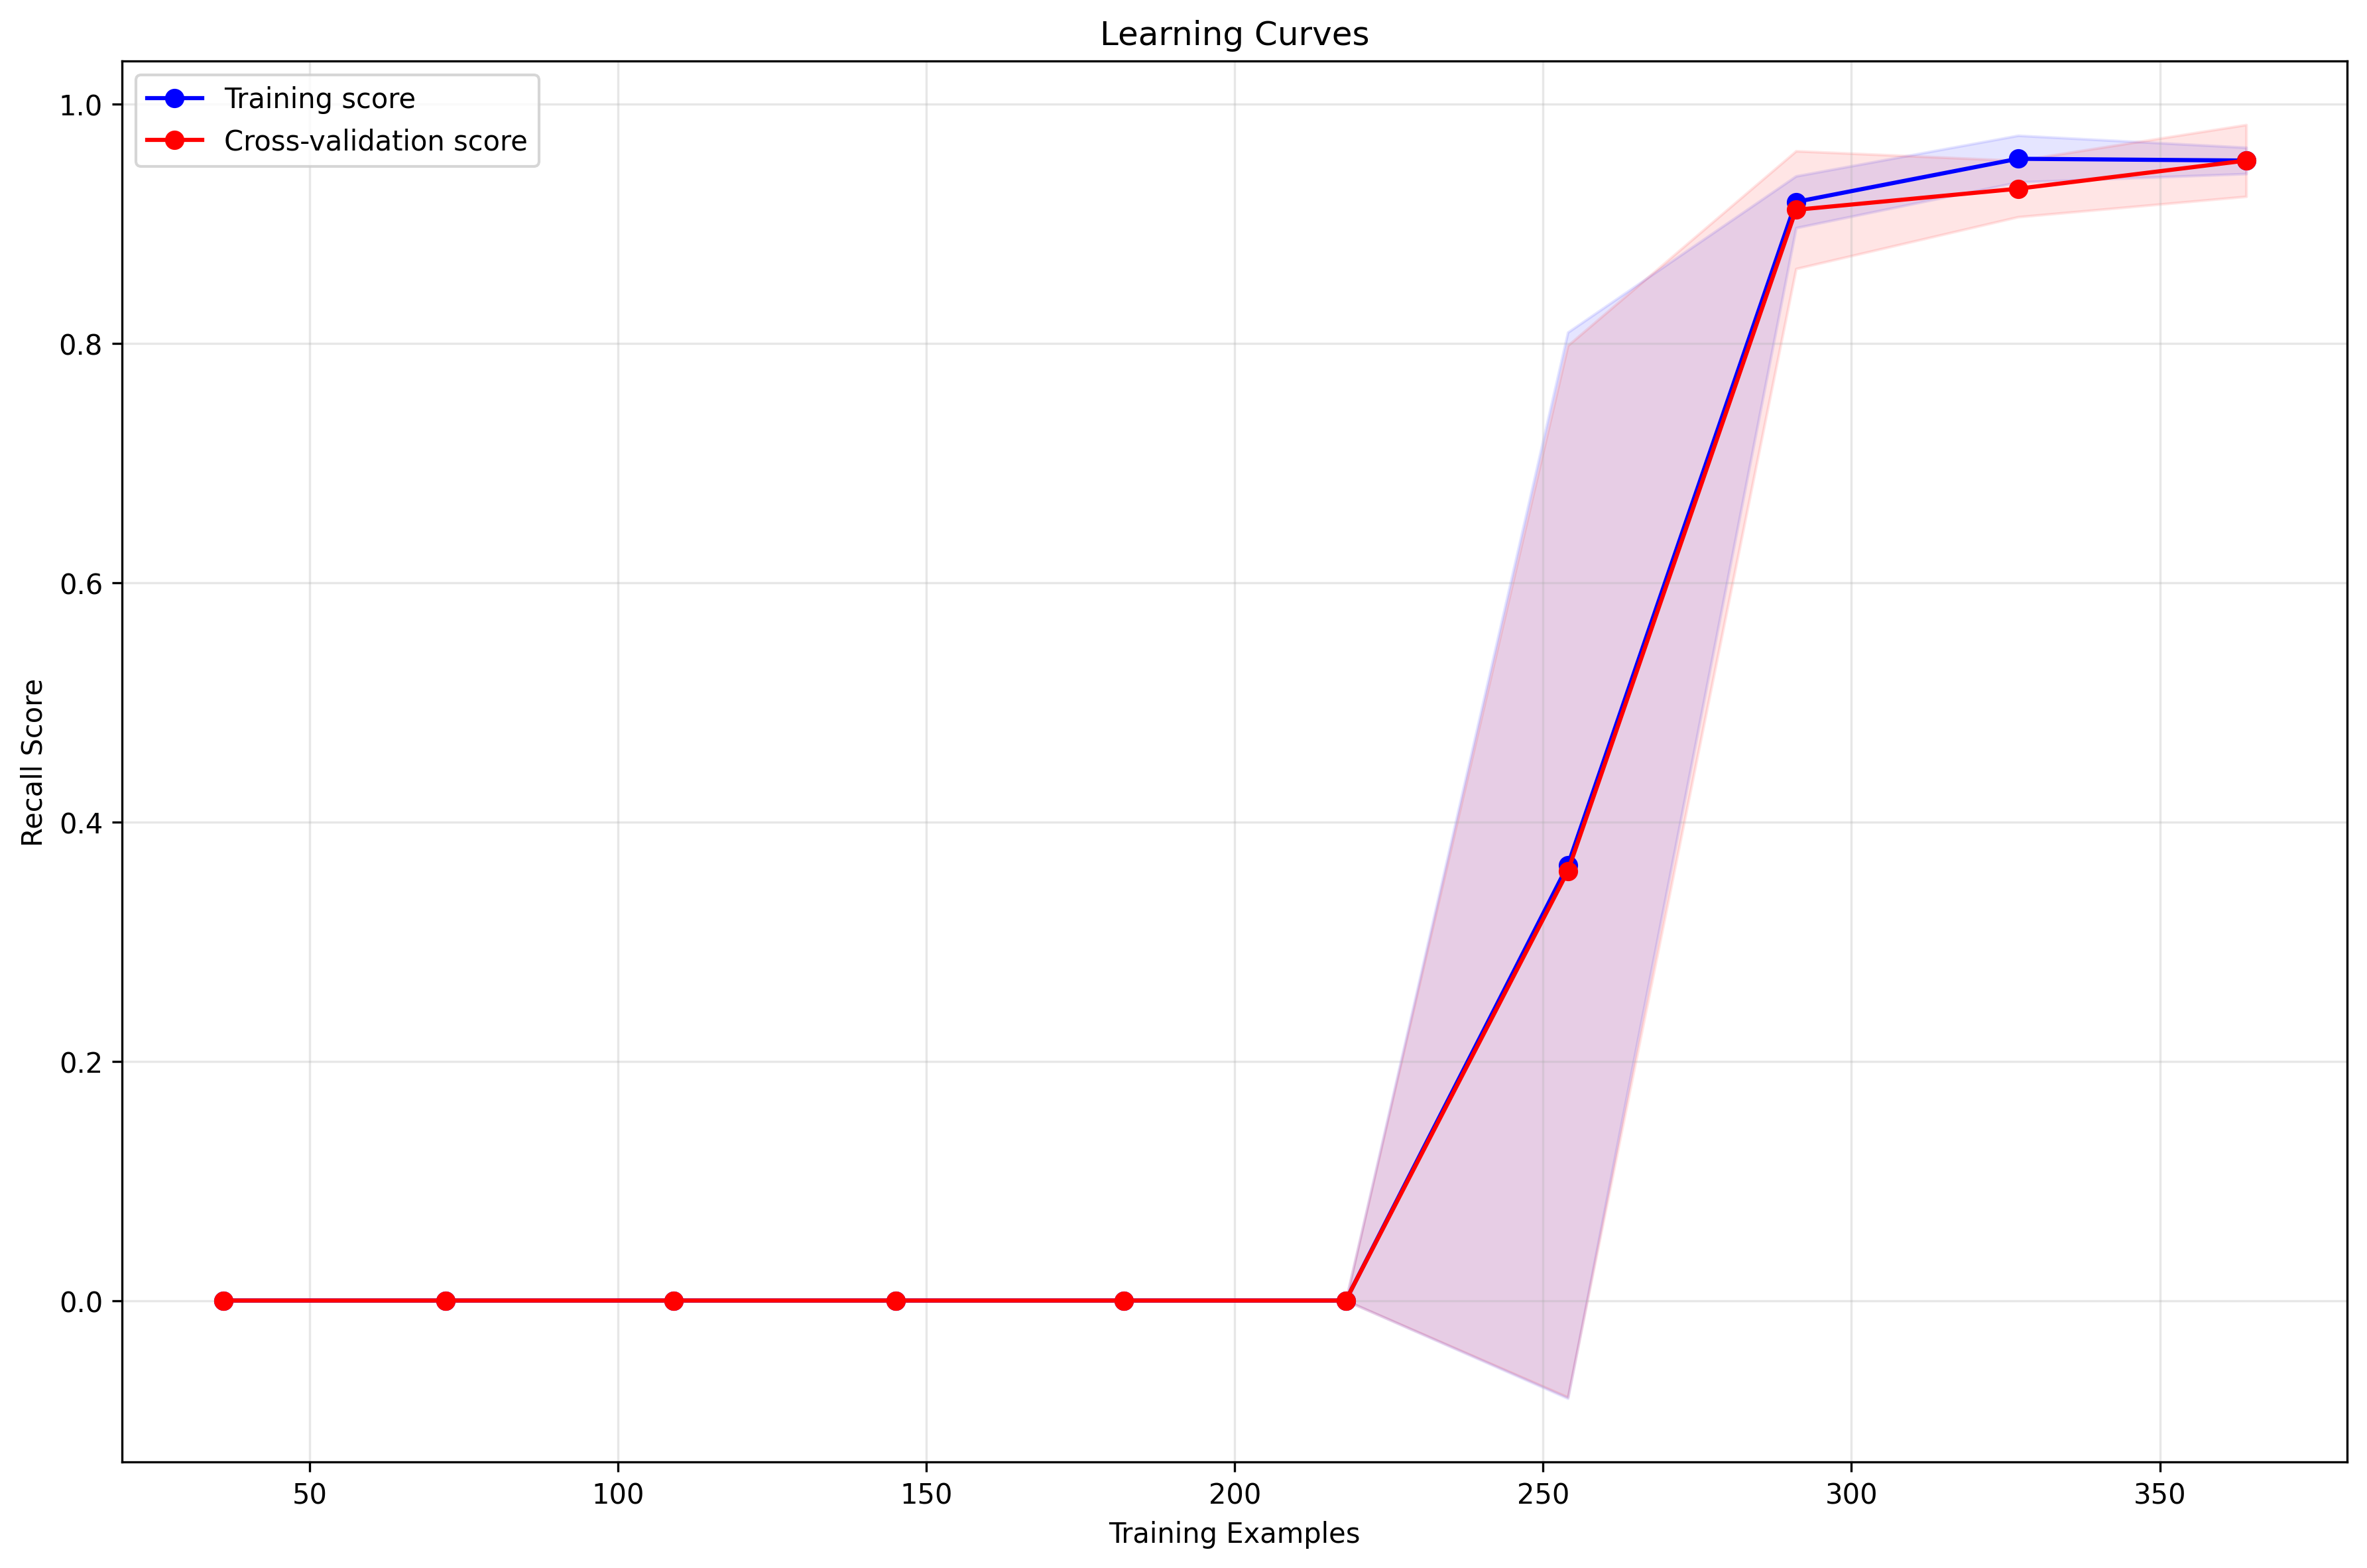 Learning Curves
Training score
Cross-validation score
1.0
0.8
0.6
0.4
0.2
0.0
Recall Score
50
100
150
200
250
300
350
Training Examples